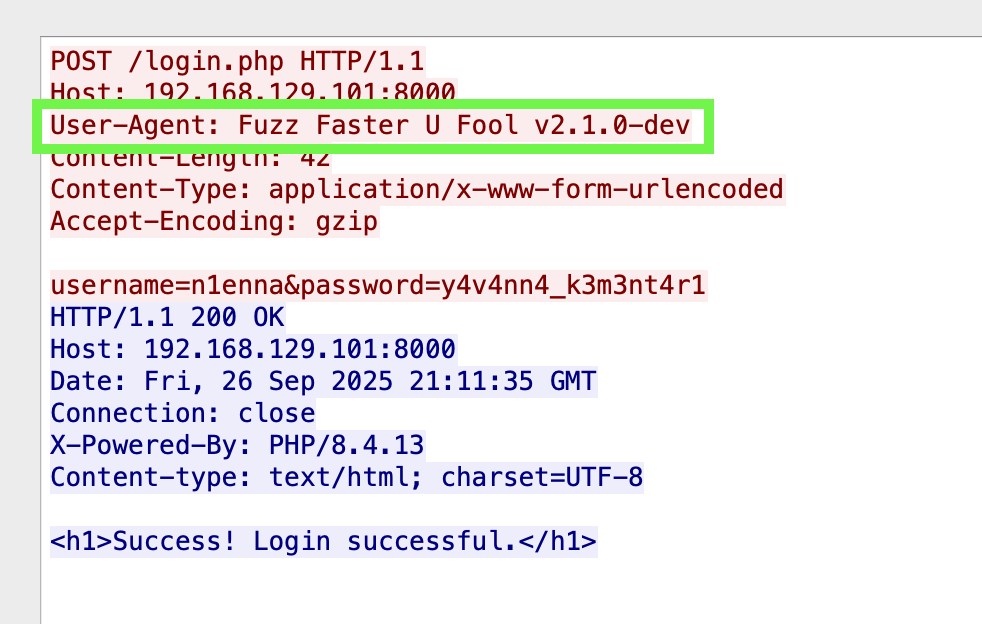 POST /login.php HTTP/1.1
Host: 192.168.129.101:8000
User-Agent: Fuzz Faster U Fool v2.1.0-dev
Content-Length: 42
Content-Type: application/x-www-form-urlencoded
Accept-Encoding: gzip
username=n1enna&password=y4v4nn4_k3m3nt4r1
HTTP/1.1 200 OK
Host: 192.168.129.101:8000
Date: Fri, 26 Sep 2025 21:11:35 GMT
Connection: close
X-Powered-By: PHP/8.4.13
Content-type: text/html; charset=UTF-8
<h1>Success! Login successful.</h1>